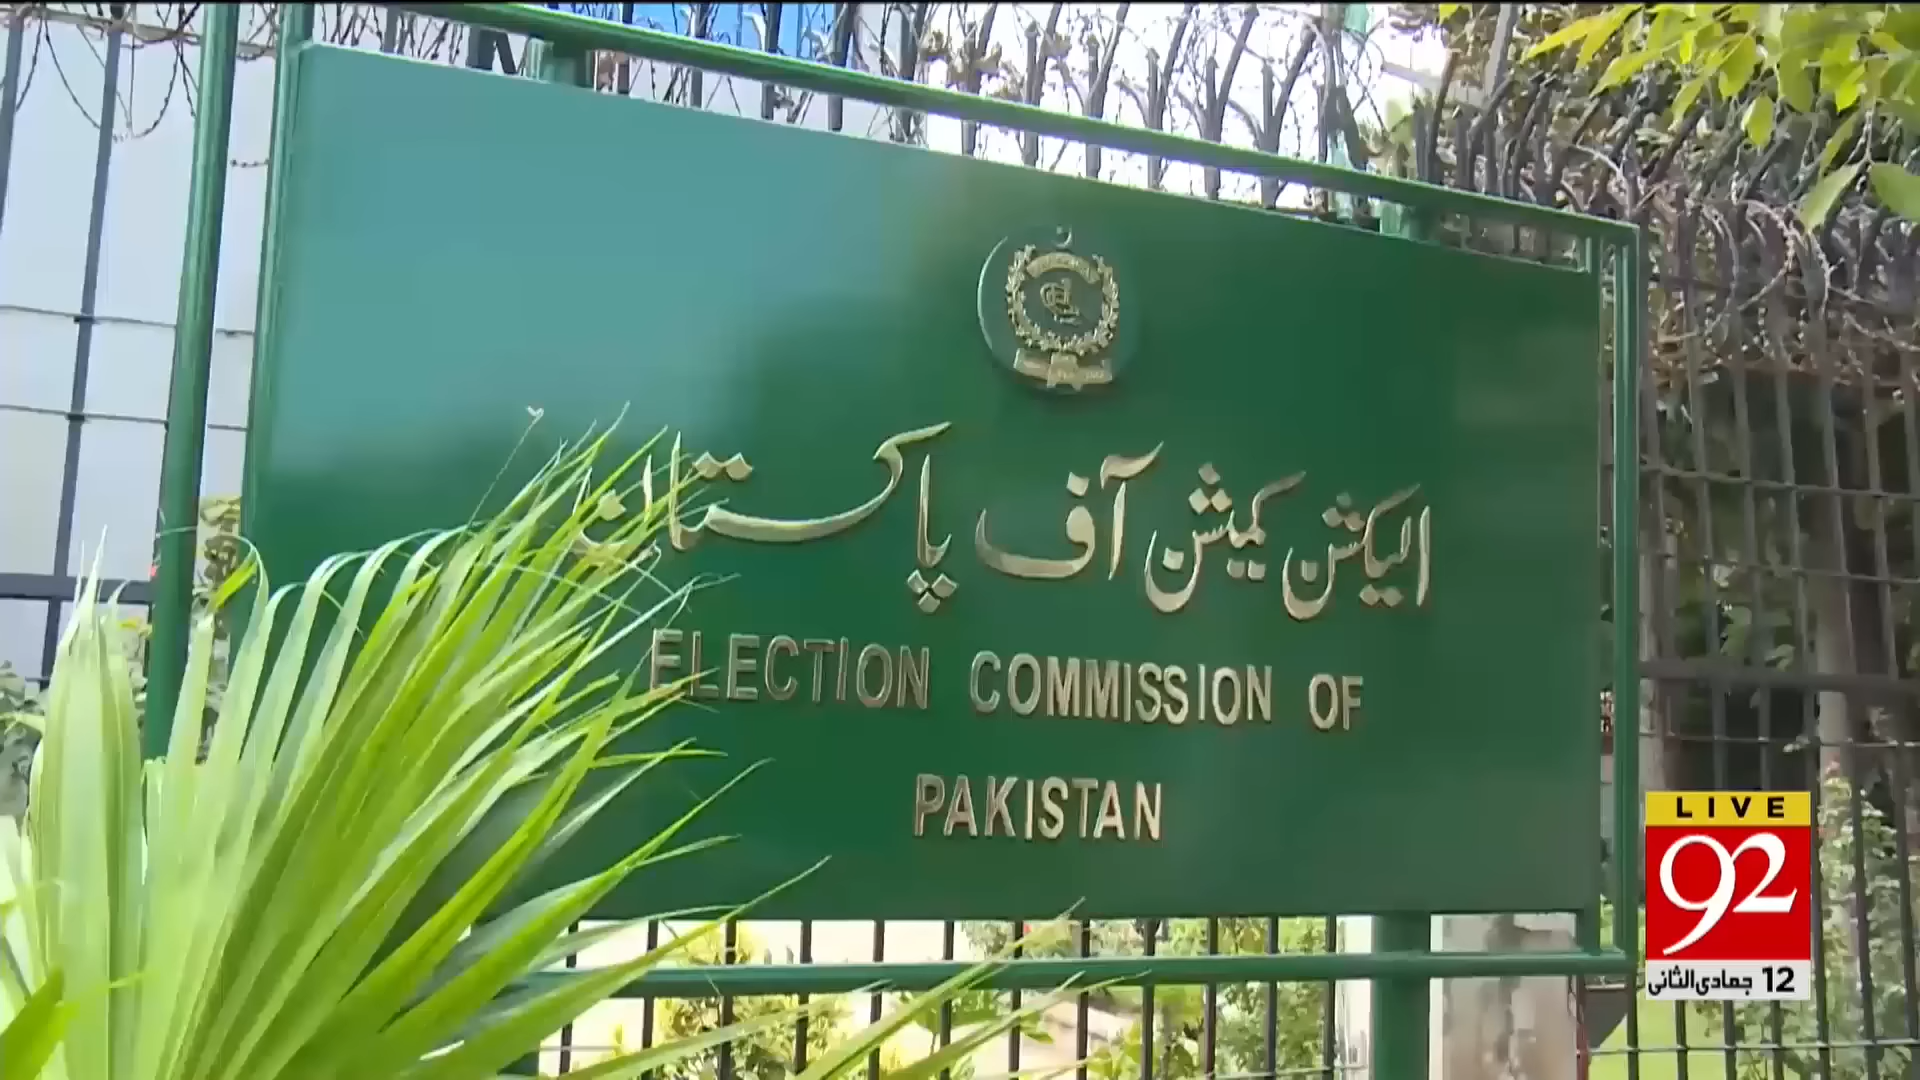 الیکشن کمیشن آف پاکستان
ELECTION COMMISSION OF
PAKISTAN
LIVE
92
12 جمادی الثانی